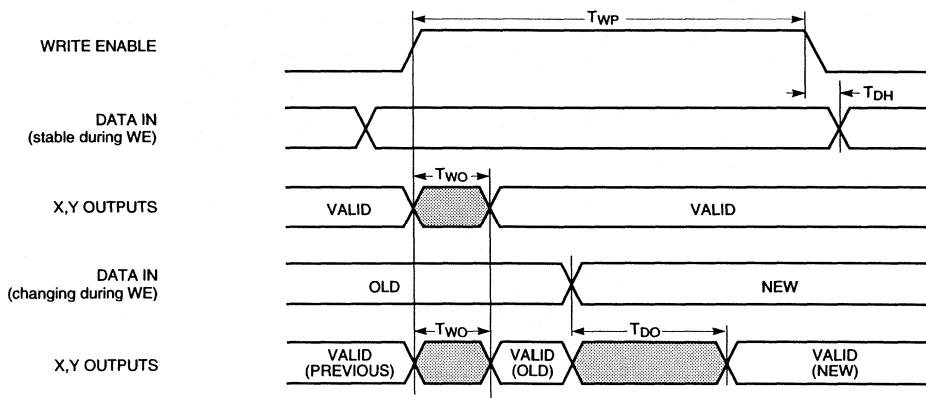 TWP
WRITE ENABLE
TDH
DATA IN
(stable during WE)
TWO
X,Y OUTPUTS
VALID
VALID
DATA IN
(changing during WE)
OLD
NEW
TWO
TDO
X,Y OUTPUTS
VALID
(PREVIOUS)
VALID
(OLD)
VALID
(NEW)